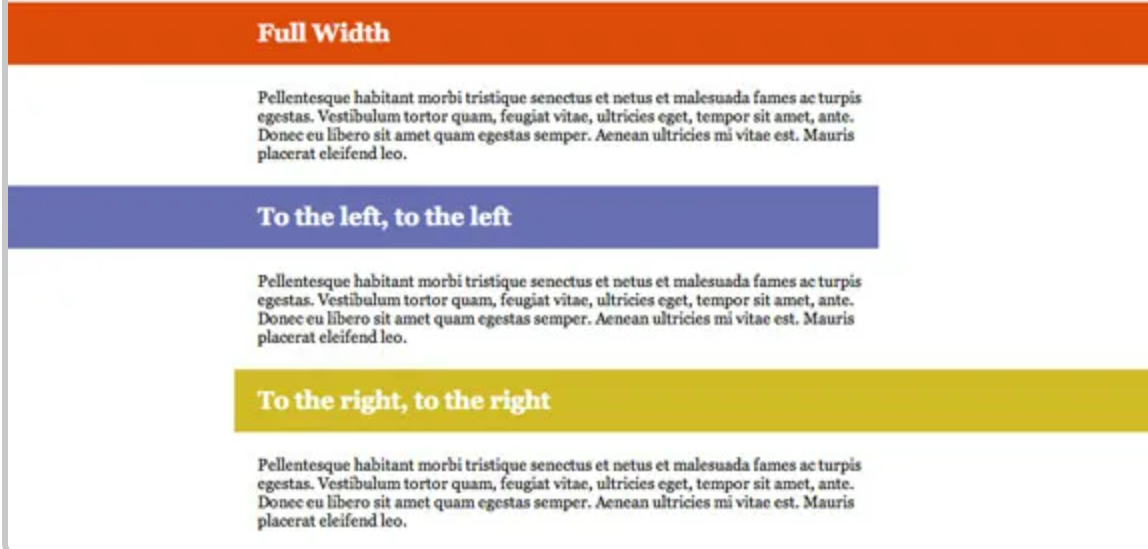 Full Width
Pellentesque habitant morbi tristique senectus et netus et malesuada fames ac turpis
egestas. Vestibulum tortor quam, feugiat vitae, ultricies eget, tempor sit amet, ante.
Donec eu libero sit amet quam egestas semper. Aenean ultricies mi vitae est. Mauris
placerat eleifend leo.
To the left, to the left
Pellentesque habitant morbi tristique senectus et netus et malesuada fames ac turpis
egestas. Vestibulum tortor quam, feugiat vitae, ultricies eget, tempor sit amet, ante.
Donec eu libero sit amet quam egestas semper. Aenean ultricies mi vitae est. Mauris
placerat eleifend leo.
To the right, to the right
Pellentesque habitant morbi tristique senectus et netus et malesuada fames ac turpis
egestas. Vestibulum tortor quam, feugiat vitae, ultricies eget, tempor sit amet, ante.
Donec eu libero sit amet quam egestas semper. Aenean ultricies mi vitae est. Mauris
placerat eleifend leo.